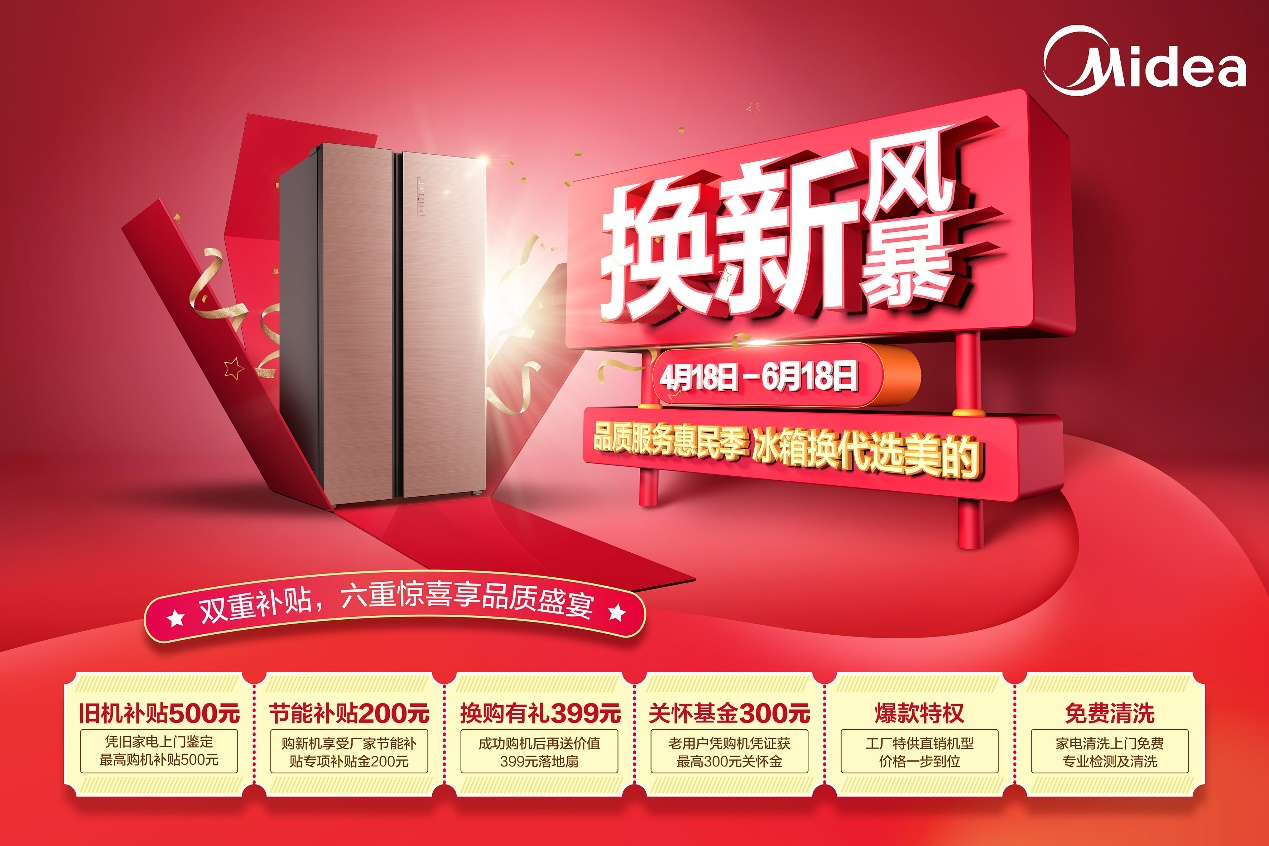 Midea
换新风暴
4月18日-6月18日
品质服务惠民季 冰箱换代选美的
双重补贴，六重惊喜享品质盛宴
旧机补贴500元
凭旧家电上门鉴定
最高购机补贴500元
节能补贴200元
购新机享受厂家节能补
贴专项补贴金200元
换购有礼399元
成功购机后再送价值
399元落地扇
关怀基金300元
老用户凭购机凭证获
最高300元关怀金
爆款特权
工厂特供直销机型
价格一步到位
免费清洗
家电清洗上门免费
专业检测及清洗